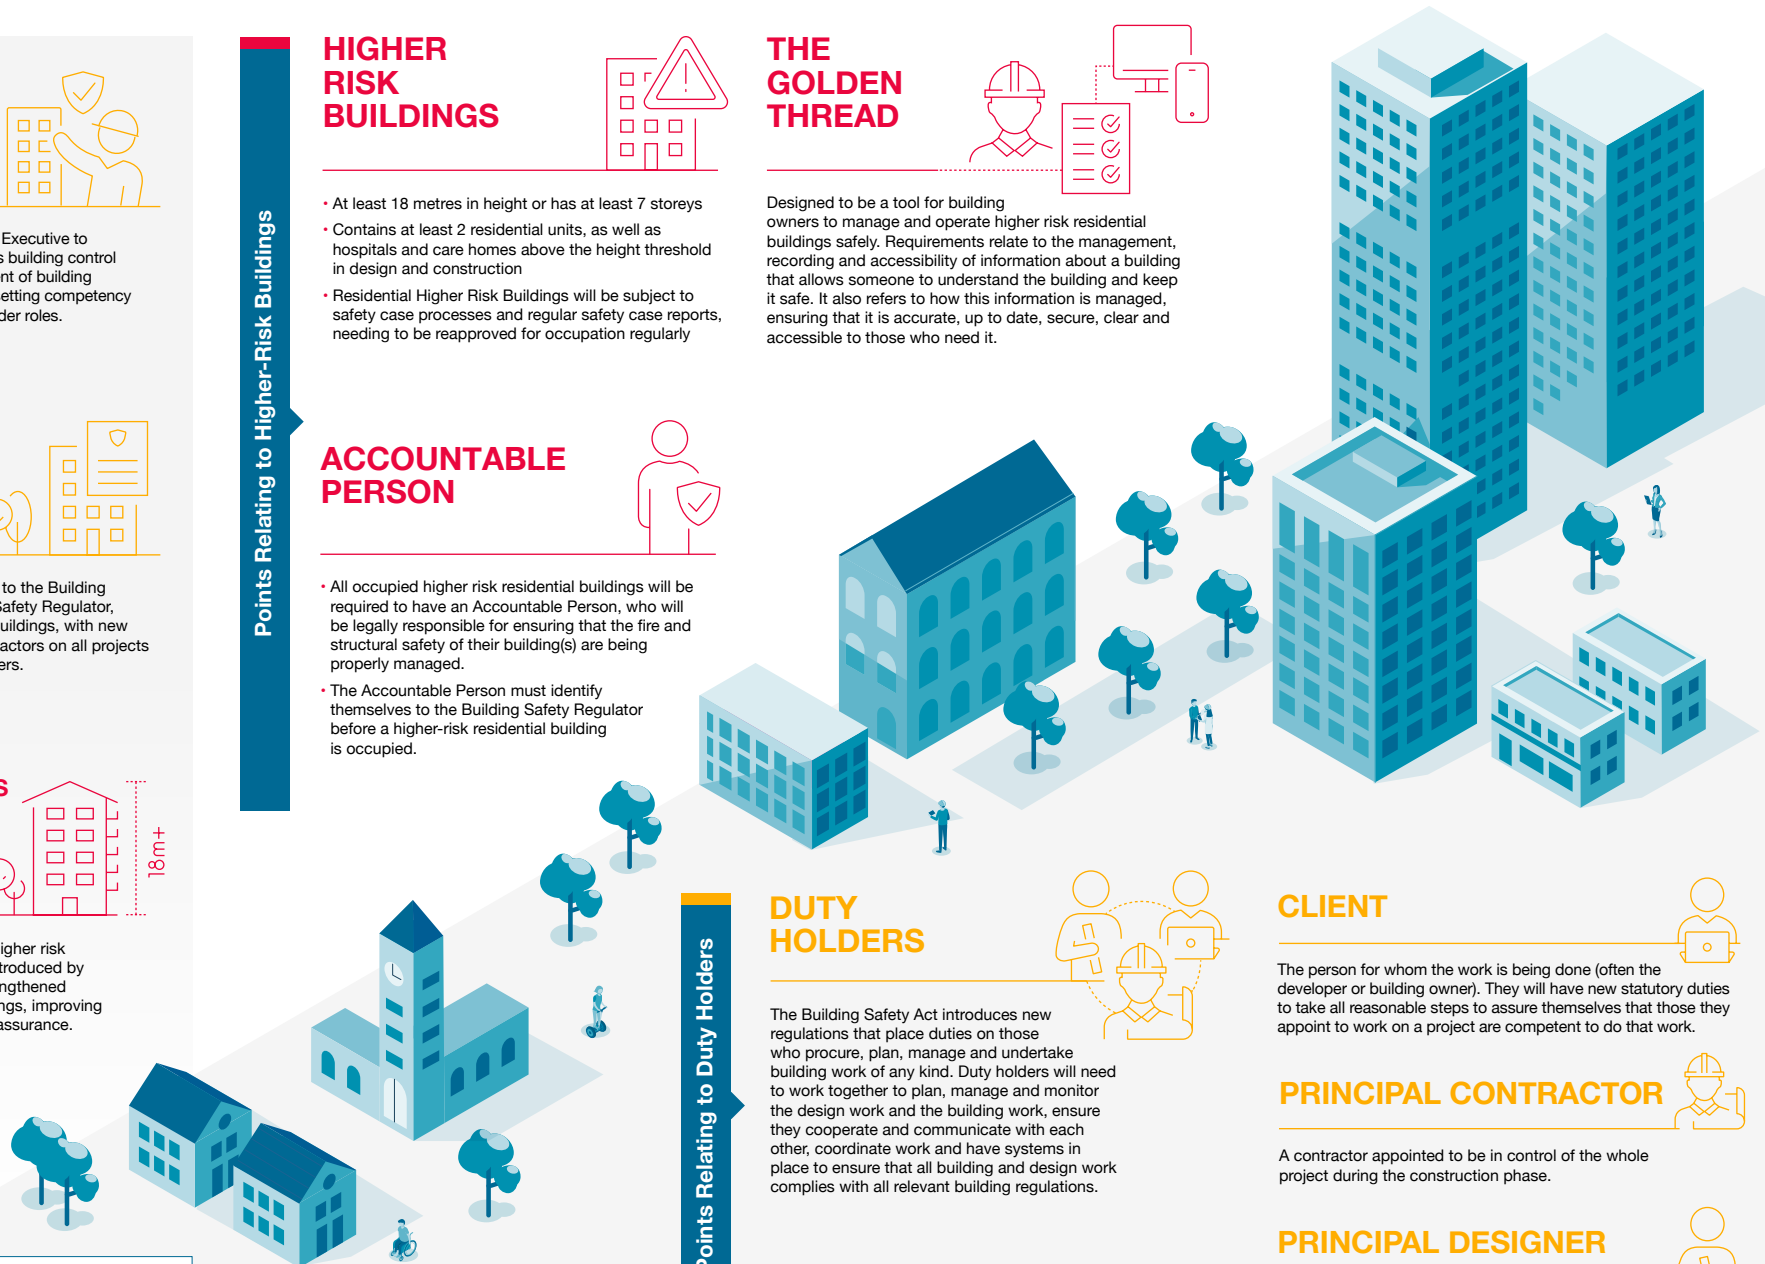 Executive to
building control
of building
setting competency
roles.
to the Building
Safety Regulator,
buildings, with new
actors on all projects
18m+
higher risk
introduced by
strengthened
improving
assurance.
Points Relating to Higher-Risk Buildings
HIGHER
RISK
BUILDINGS
• At least 18 metres in height or has at least 7 storeys
• Contains at least 2 residential units, as well as
hospitals and care homes above the height threshold
in design and construction
• Residential Higher Risk Buildings will be subject to
safety case processes and regular safety case reports,
needing to be reapproved for occupation regularly
THE
GOLDEN
THREAD
Designed to be a tool for building
owners to manage and operate higher risk residential
buildings safely. Requirements relate to the management,
recording and accessibility of information about a building
that allows someone to understand the building and keep
it safe. It also refers to how this information is managed,
ensuring that it is accurate, up to date, secure, clear and
accessible to those who need it.
ACCOUNTABLE
PERSON
• All occupied higher risk residential buildings will be
required to have an Accountable Person, who will
be legally responsible for ensuring that the fire and
structural safety of their building(s) are being
properly managed.
• The Accountable Person must identify
themselves to the Building Safety Regulator
before a higher-risk residential building
is occupied.
Points Relating to Duty Holders
DUTY
HOLDERS
The Building Safety Act introduces new
regulations that place duties on those
who procure, plan, manage and undertake
building work of any kind. Duty holders will need
to work together to plan, manage and monitor
the design work and the building work, ensure
they cooperate and communicate with each
other, coordinate work and have systems in
place to ensure that all building and design work
complies with all relevant building regulations.
CLIENT
The person for whom the work is being done (often the
developer or building owner). They will have new statutory duties
to take all reasonable steps to assure themselves that those they
appoint to work on a project are competent to do that work.
PRINCIPAL CONTRACTOR
A contractor appointed to be in control of the whole
project during the construction phase.
PRINCIPAL DESIGNER